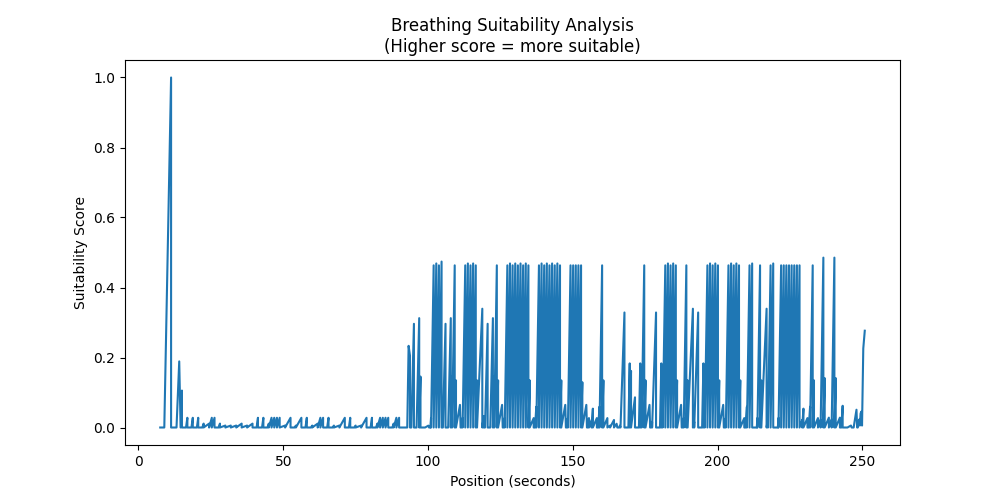 Breathing Suitability Analysis
(Higher score = more suitable)
Suitability Score
1.0
0.8
0.6
0.4
0.2
0.0
0 50 100 150 200 250
Position (seconds)